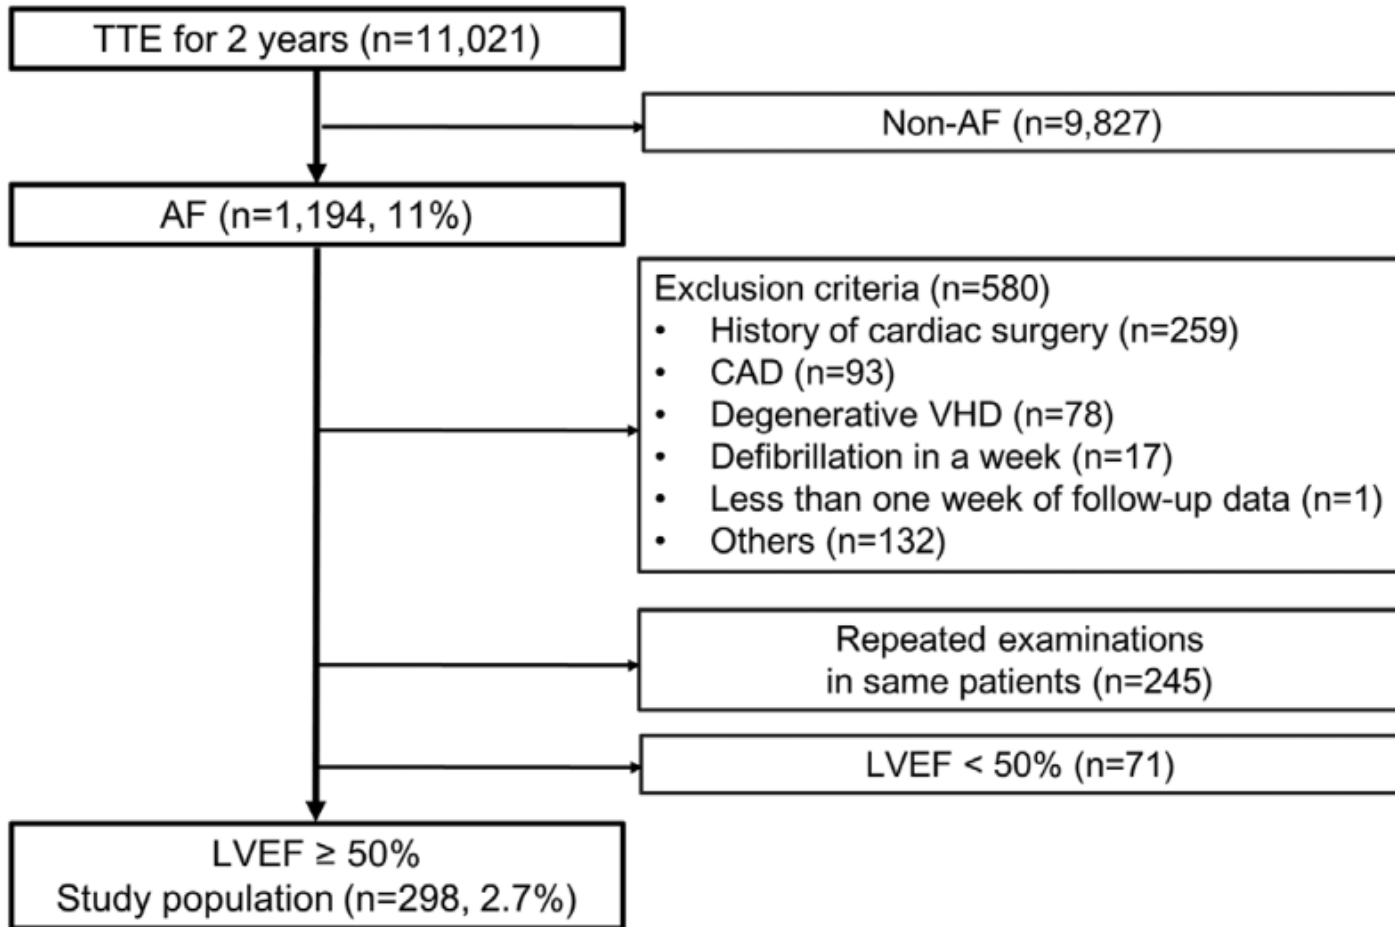 TTE for 2 years (n=11,021)
Non-AF (n=9,827)
AF (n=1,194, 11%)
Exclusion criteria (n=580)
• History of cardiac surgery (n=259)
• CAD (n=93)
• Degenerative VHD (n=78)
• Defibrillation in a week (n=17)
• Less than one week of follow-up data (n=1)
• Others (n=132)
Repeated examinations
in same patients (n=245)
LVEF < 50% (n=71)
LVEF ≥ 50%
Study population (n=298, 2.7%)